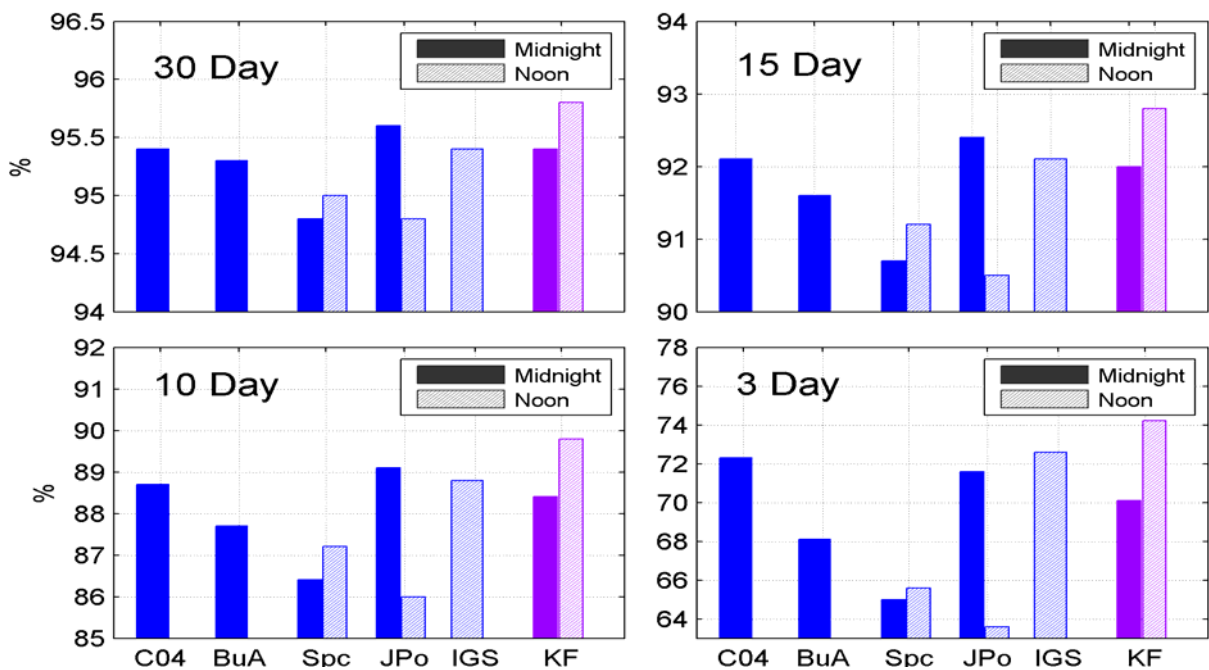 96.5
96
95.5
95
94.5
94
%
30 Day
Midnight
Noon
94
93
92
91
90
15 Day
Midnight
Noon
92
91
90
89
88
87
86
85
%
10 Day
Midnight
Noon
C04 BuA Spc JPo IGS KF
78
76
74
72
70
68
66
64
3 Day
Midnight
Noon
C04 BuA Spc JPo IGS KF